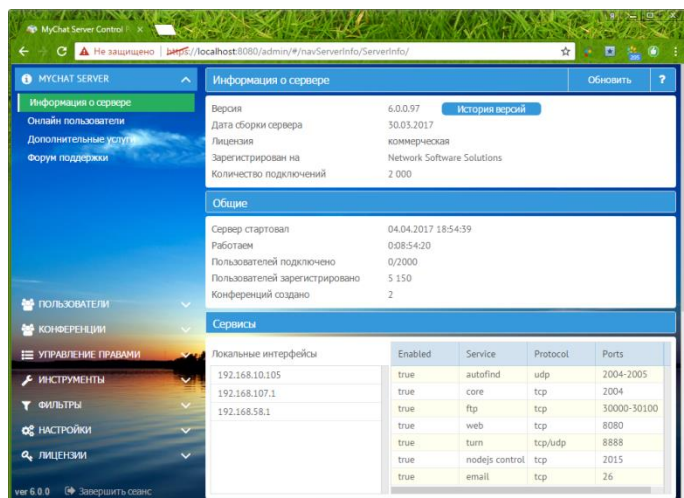 MyChat Server Control P
Не защищено https://localhost:8080/admin/#/navServerInfo/ServerInfo/
205
MYCHAT SERVER
Информация о сервере
Онлайн пользователи
Дополнительные услуги
Форум поддержки
ПОЛЬЗОВАТЕЛИ
КОНФЕРЕНЦИИ
УПРАВЛЕНИЕ ПРАВАМИ
ИНСТРУМЕНТЫ
ФИЛЬТРЫ
НАСТРОЙКИ
ЛИЦЕНЗИИ
ver 6.0.0 Завершить сеанс
Информация о сервере Обновить ?
Версия 6.0.0.97 История версий
Дата сборки сервера 30.03.2017
Лицензия коммерческая
Зарегистрирован на Network Software Solutions
Количество подключений 2 000
Общие
Сервер стартовал 04.04.2017 18:54:39
Работаем 0:08:54:20
Пользователей подключено 0/2000
Пользователей зарегистрировано 5 150
Конференций создано 2
Сервисы
Локальные интерфейсы
192.168.10.105
192.168.107.1
192.168.58.1
Enabled Service Protocol Ports
true autofind udp 2004-2005
true core tcp 2004
true ftp tcp 30000-30100
true web tcp 8080
true turn tcp/udp 8888
true nodejs control tcp 2015
true email tcp 26